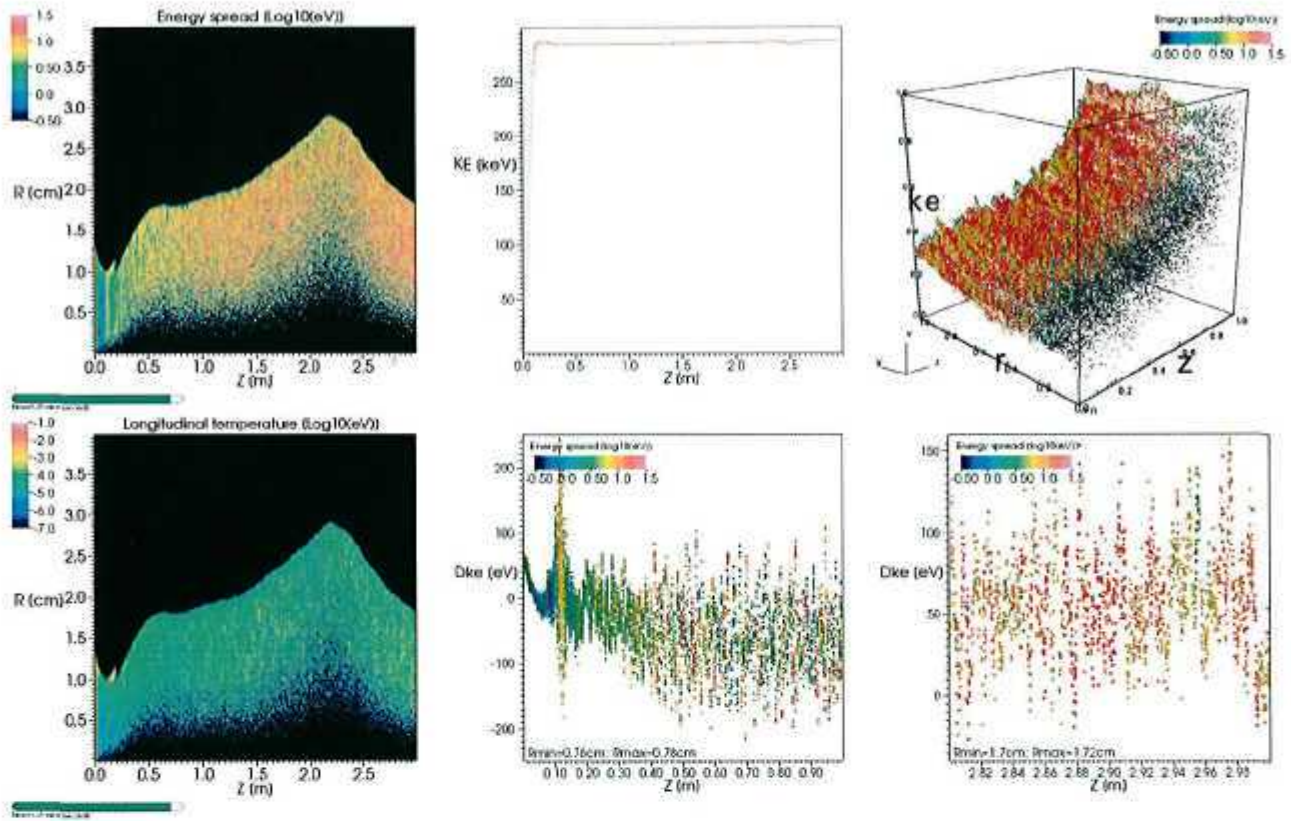 Energy spread (Log10(eV))
1.5
1.0
0.50
0.0
-0.50
3.5
3.0
2.5
R (cm)
2.0
1.5
1.0
0.5
0.0 0.5 1.0 1.5 2.0 2.5
Z (m)
250
200
KE (keV)
150
100
50
0.0 0.5 1.0 1.5 2.0 2.5
Z (m)
Energy spread(log10(eV))
-0.50 0.0 0.50 1.0 1.5
ke
r
z
Longitudinal temperature (Log10(eV))
-1.0
-2.0
-3.0
-4.0
-5.0
-6.0
-7.0
3.5
3.0
2.5
R (cm)
2.0
1.5
1.0
0.5
0.0 0.5 1.0 1.5 2.0 2.5
Z (m)
Energy spread(log10(eV))
-0.50 0.0 0.50 1.0 1.5
200
100
Dke (eV)
0
-100
-200
Rmin=0.76cm; Rmax=0.78cm
0.10 0.20 0.30 0.40 0.50 0.60 0.70 0.80 0.90
Z (m)
Energy spread(log10(eV))
-0.50 0.0 0.50 1.0 1.5
150
100
Dke (eV)
50
0
Rmin=1.7cm; Rmax=1.72cm
2.82 2.84 2.86 2.88 2.90 2.92 2.94 2.96 2.98
Z (m)